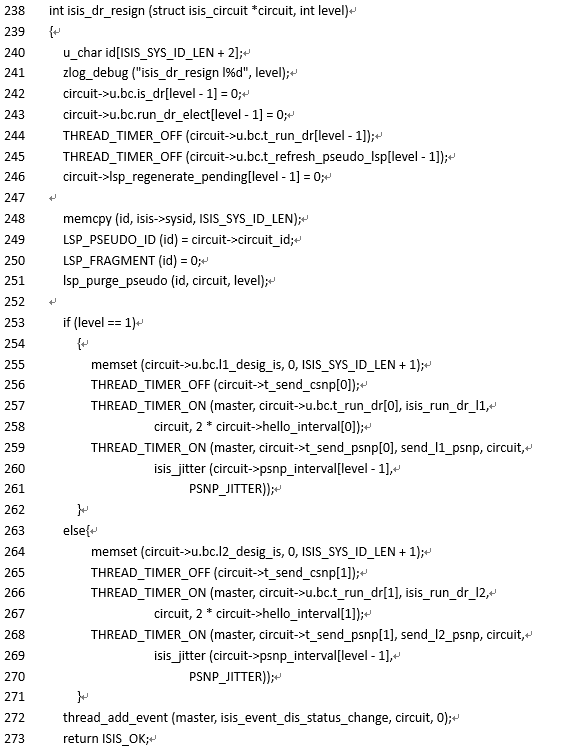 238 int isis_dr_resign (struct isis_circuit *circuit, int level)↵
239 {↵
240 u_char id[ISIS_SYS_ID_LEN + 2];↵
241 zlog_debug ("isis_dr_resign l%d", level);↵
242 circuit->u.bc.is_dr[level - 1] = 0;↵
243 circuit->u.bc.run_dr_elect[level - 1] = 0;↵
244 THREAD_TIMER_OFF (circuit->u.bc.t_run_dr[level - 1]);↵
245 THREAD_TIMER_OFF (circuit->u.bc.t_refresh_pseudo_lsp[level - 1]);↵
246 circuit->lsp_regenerate_pending[level - 1] = 0;↵
247 ↵
248 memcpy (id, isis->sysid, ISIS_SYS_ID_LEN);↵
249 LSP_PSEUDO_ID (id) = circuit->circuit_id;↵
250 LSP_FRAGMENT (id) = 0;↵
251 lsp_purge_pseudo (id, circuit, level);↵
252 ↵
253 if (level == 1)↵
254 {↵
255 memset (circuit->u.bc.l1_desig_is, 0, ISIS_SYS_ID_LEN + 1);↵
256 THREAD_TIMER_OFF (circuit->t_send_csnp[0]);↵
257 THREAD_TIMER_ON (master, circuit->u.bc.t_run_dr[0], isis_run_dr_l1,↵
258 circuit, 2 * circuit->hello_interval[0]);↵
259 THREAD_TIMER_ON (master, circuit->t_send_psnp[0], send_l1_psnp, circuit,↵
260 isis_jitter (circuit->psnp_interval[level - 1],↵
261 PSNP_JITTER));↵
262 }↵
263 else{↵
264 memset (circuit->u.bc.l2_desig_is, 0, ISIS_SYS_ID_LEN + 1);↵
265 THREAD_TIMER_OFF (circuit->t_send_csnp[1]);↵
266 THREAD_TIMER_ON (master, circuit->u.bc.t_run_dr[1], isis_run_dr_l2,↵
267 circuit, 2 * circuit->hello_interval[1]);↵
268 THREAD_TIMER_ON (master, circuit->t_send_psnp[1], send_l2_psnp, circuit,↵
269 isis_jitter (circuit->psnp_interval[level - 1],↵
270 PSNP_JITTER));↵
271 }↵
272 thread_add_event (master, isis_event_dis_status_change, circuit, 0);↵
273 return ISIS_OK;↵